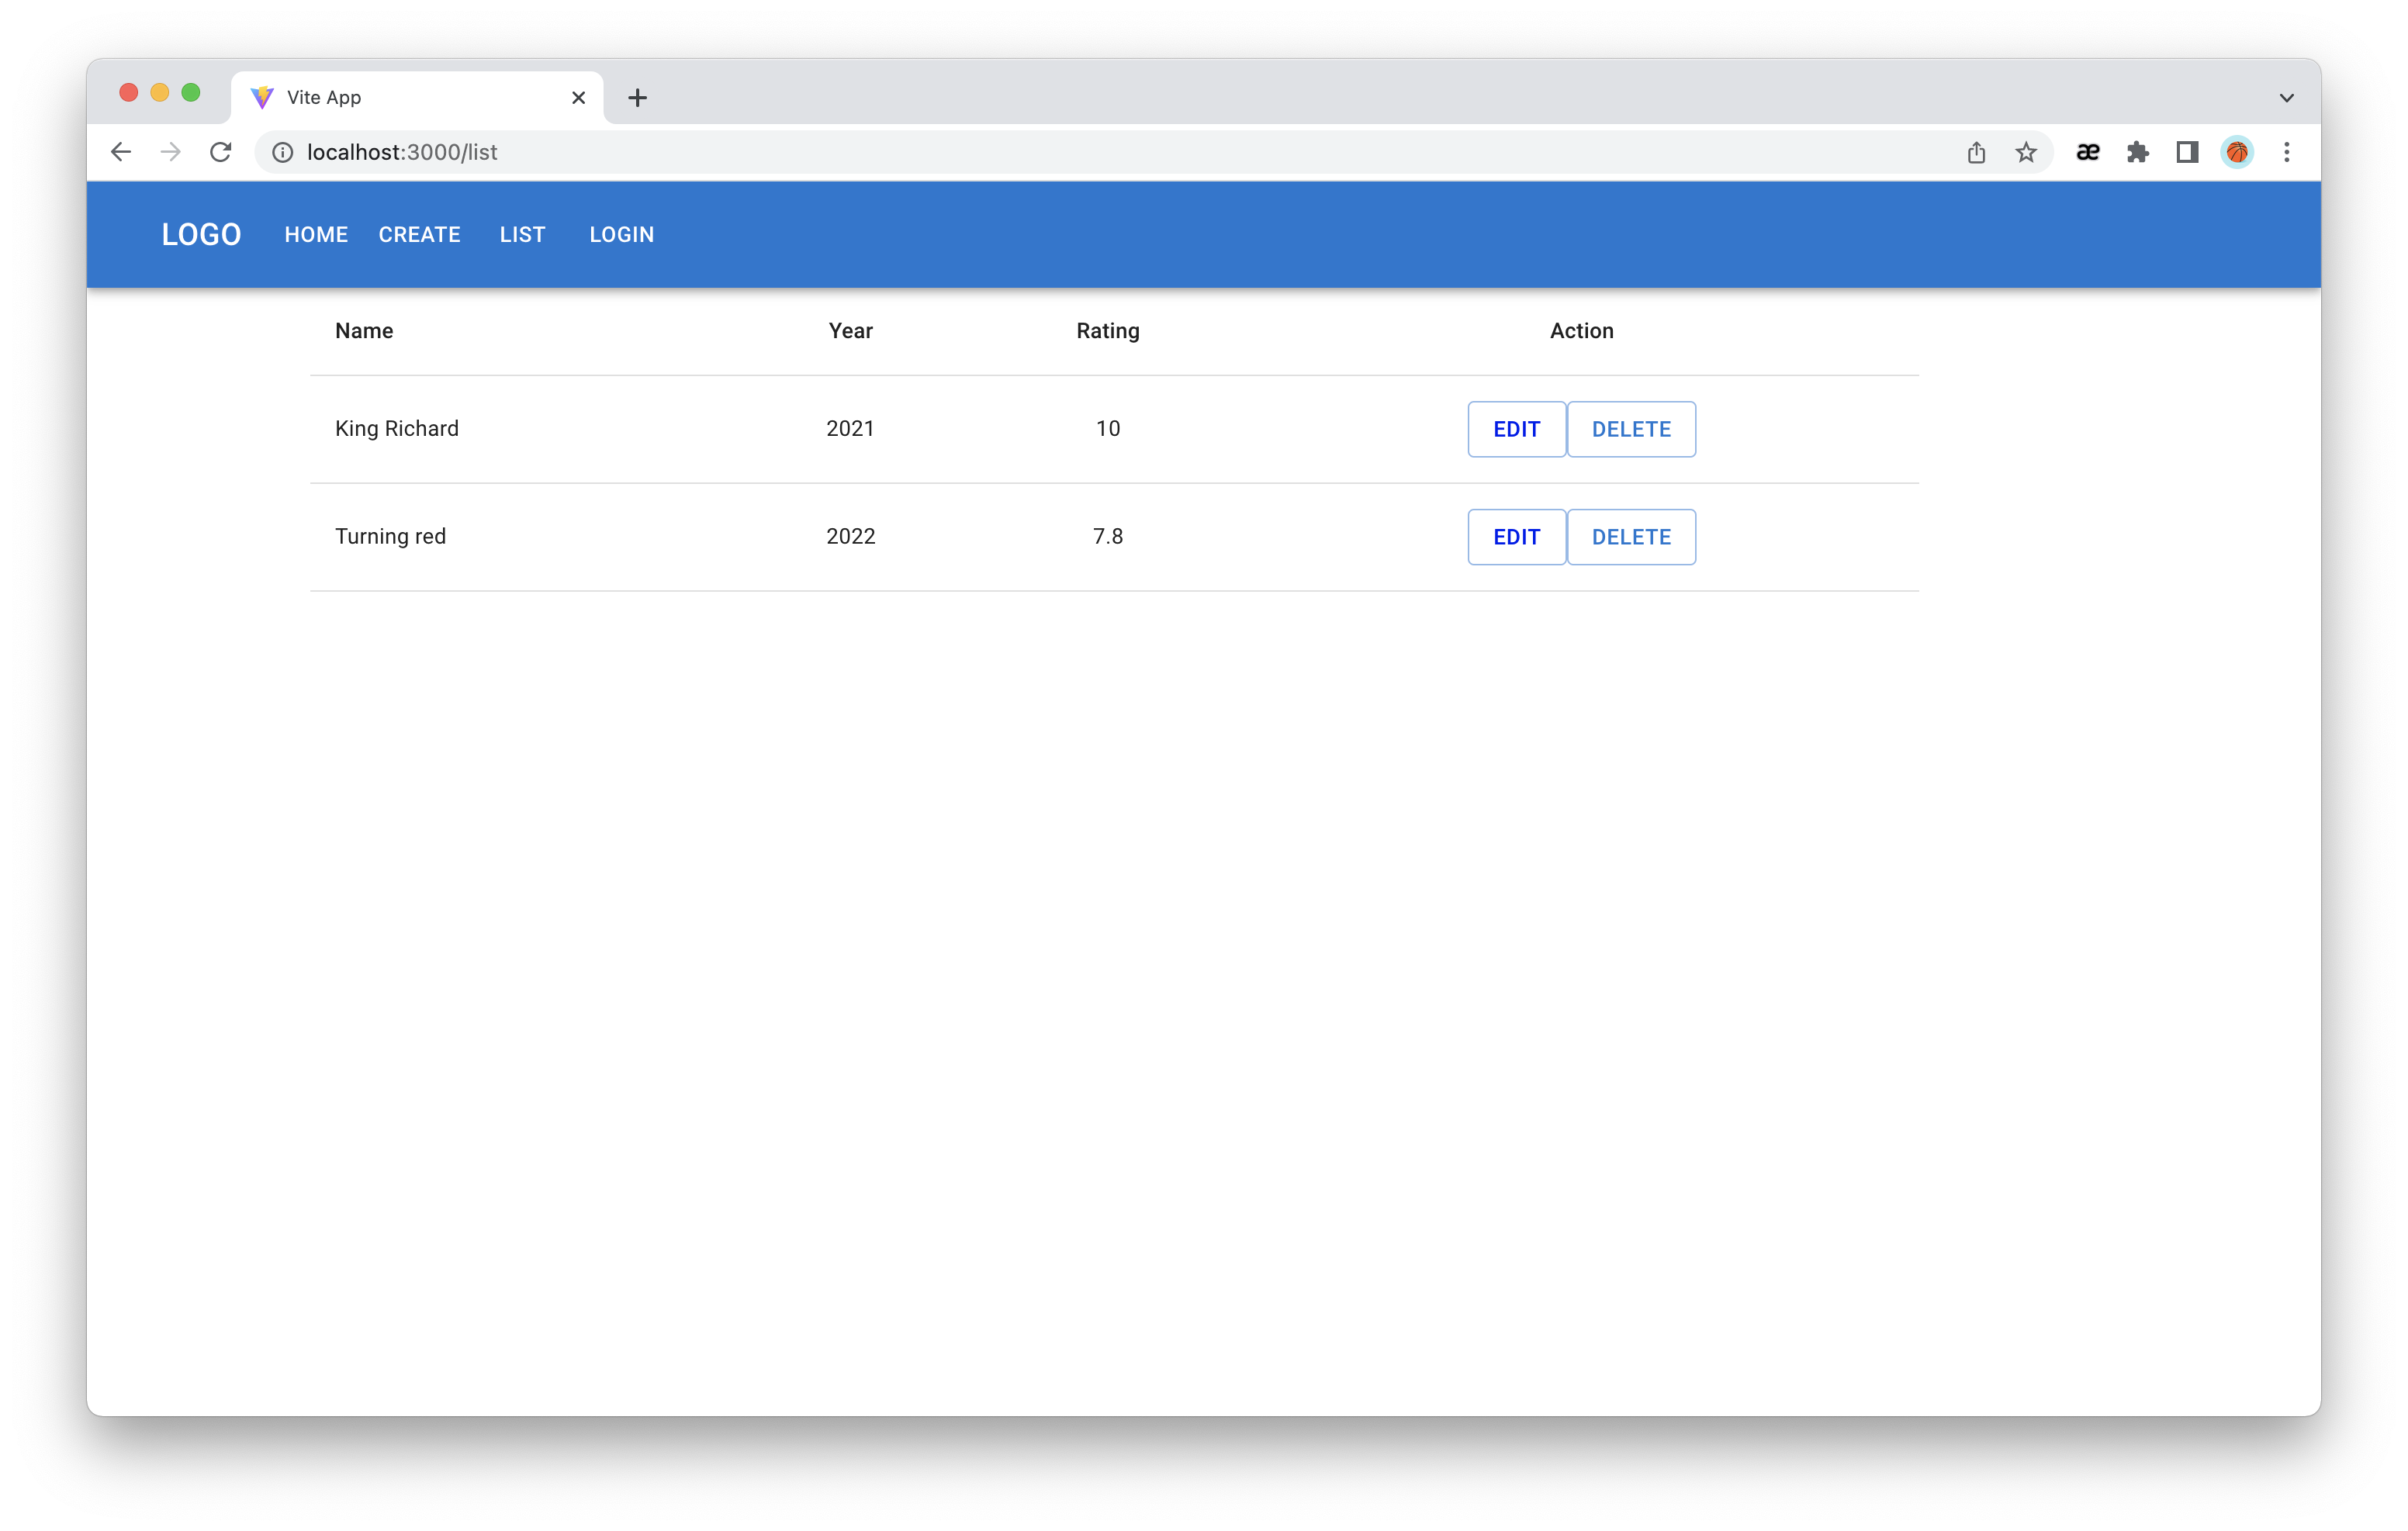 Vite App
localhost:3000/list
æ
LOGO HOME CREATE LIST LOGIN
Name Year Rating Action
King Richard 2021 10 EDIT DELETE
Turning red 2022 7.8 EDIT DELETE